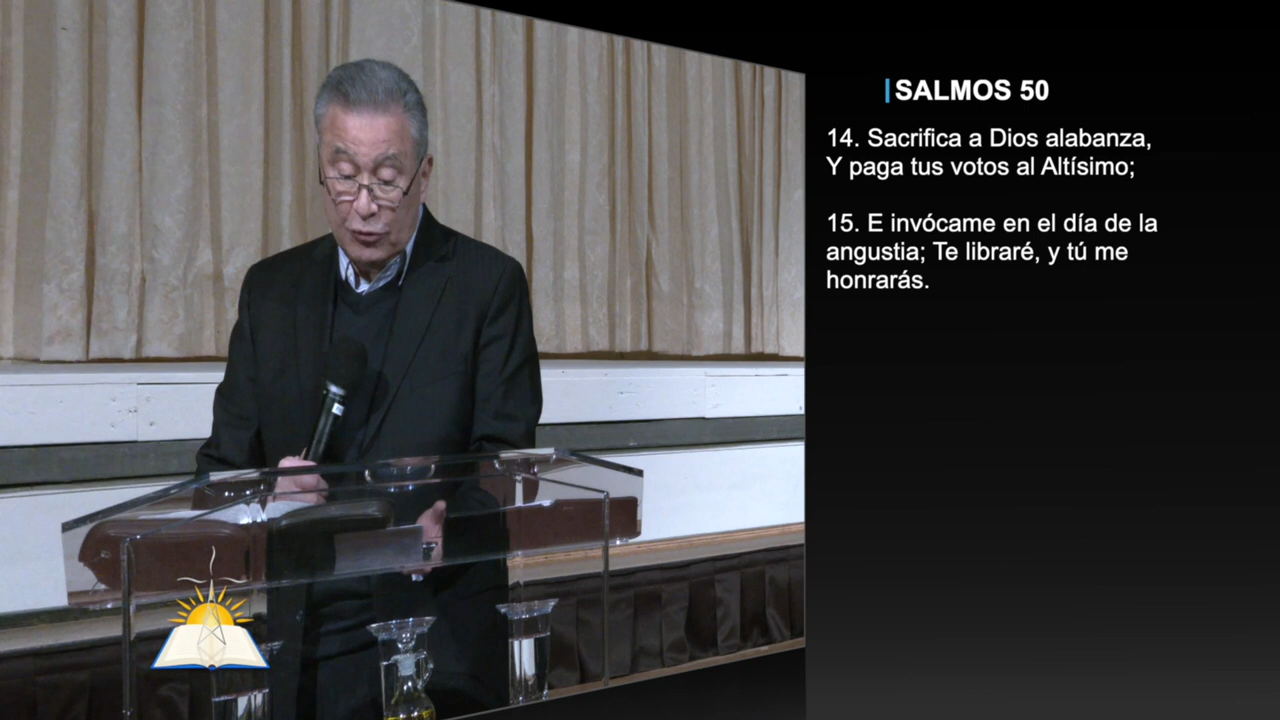 SALMOS 50
14. Sacrifica a Dios alabanza,
Y paga tus votos al Altísimo;
15. E invócame en el día de la
angustia; Te libraré, y tú me
honrarás.